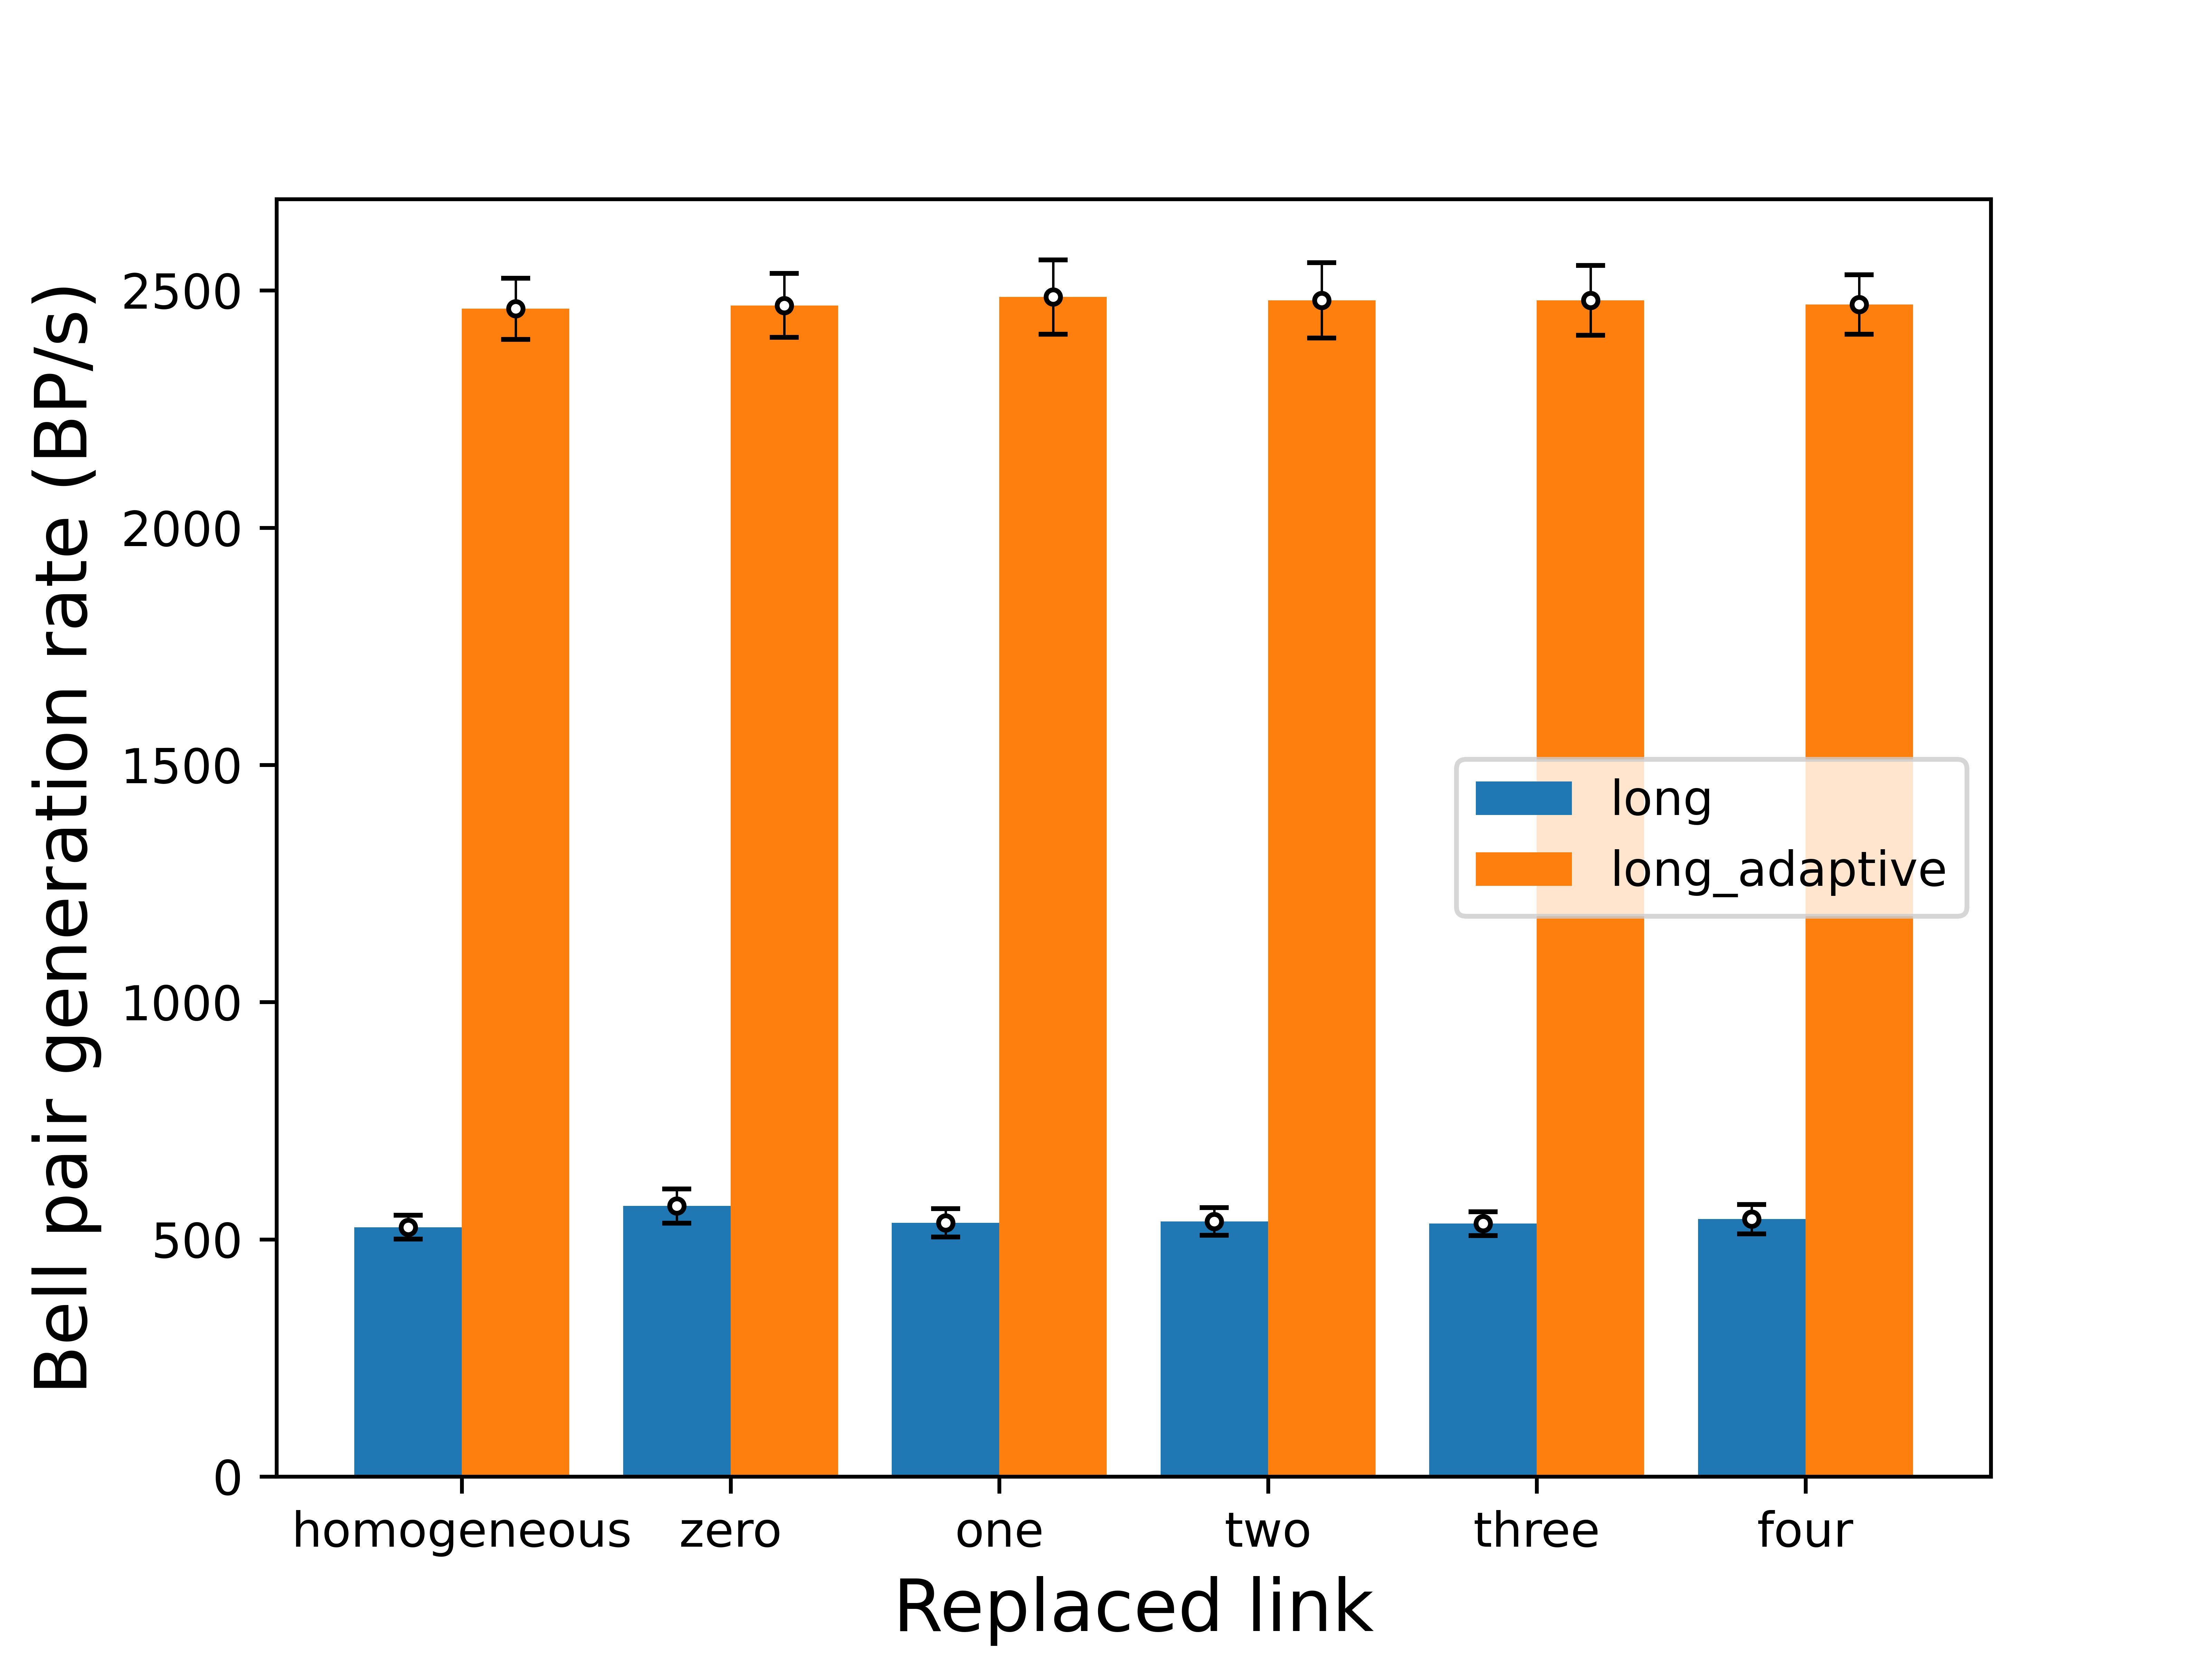 Bell pair generation rate (BP/s)
2500
2000
1500
1000
500
0
long
long_adaptive
homogeneous zero one two three four
Replaced link